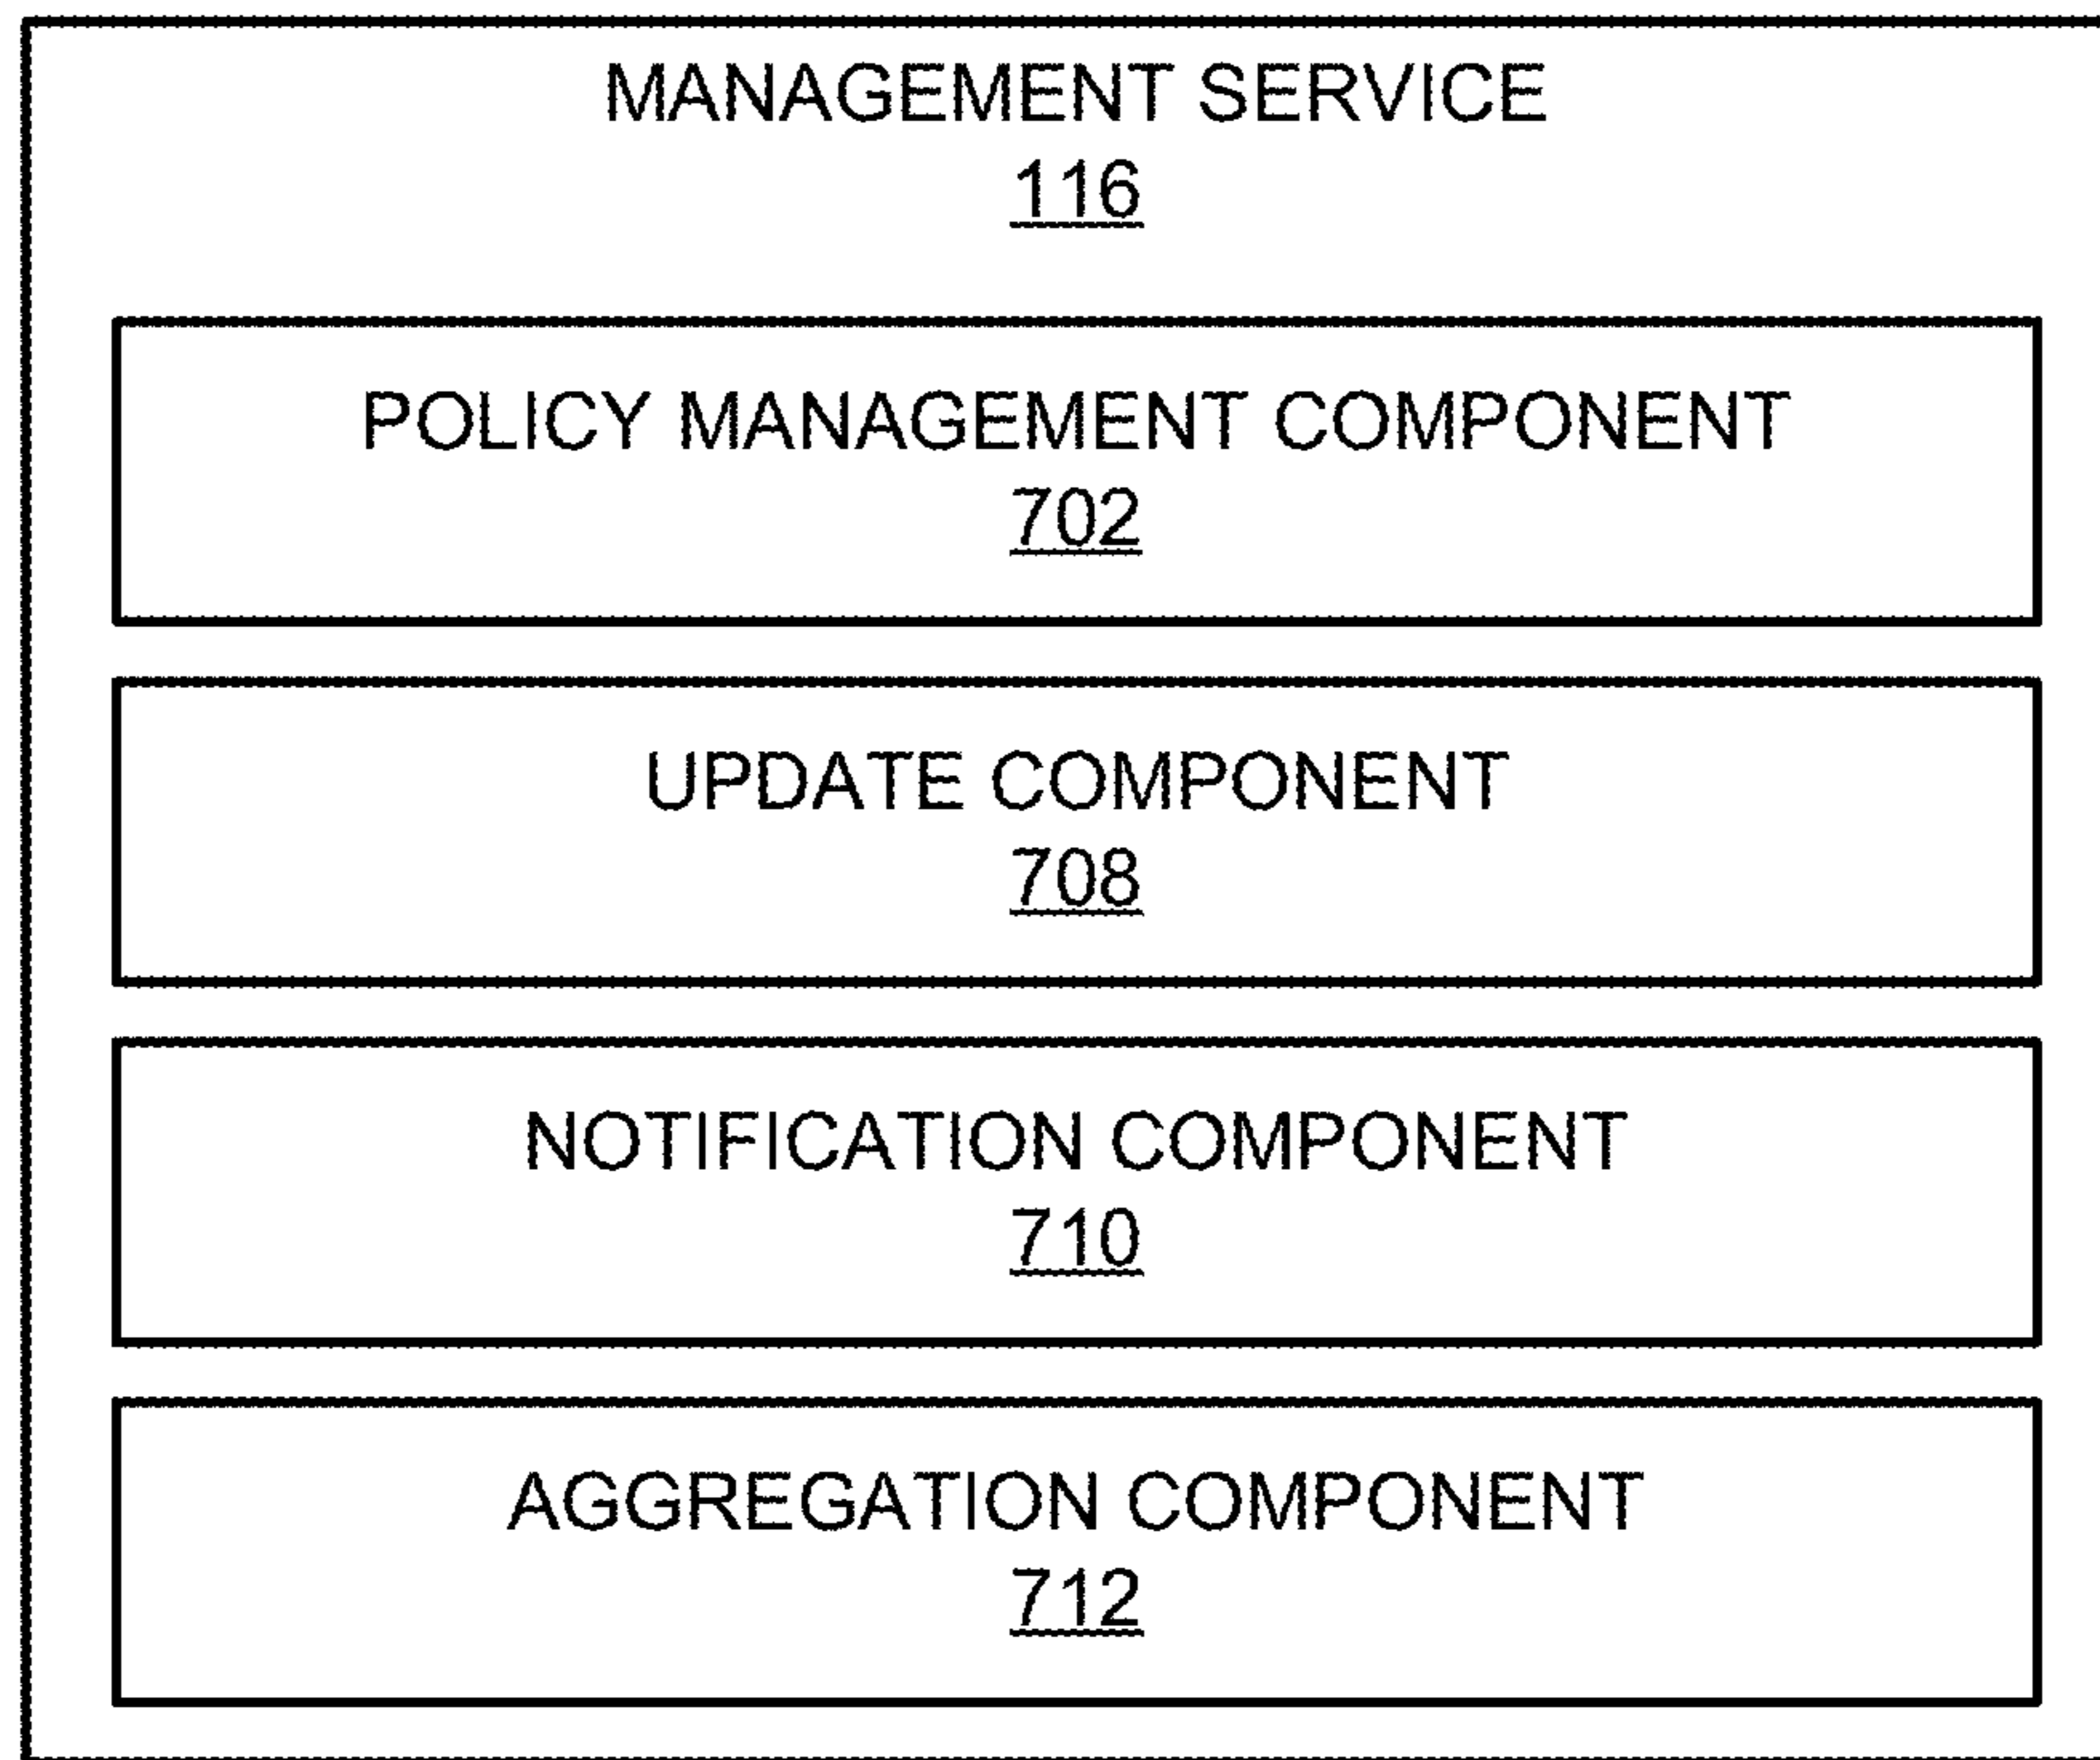 MANAGEMENT SERVICE
116
POLICY MANAGEMENT COMPONENT
702
UPDATE COMPONENT
708
NOTIFICATION COMPONENT
710
AGGREGATION COMPONENT
712